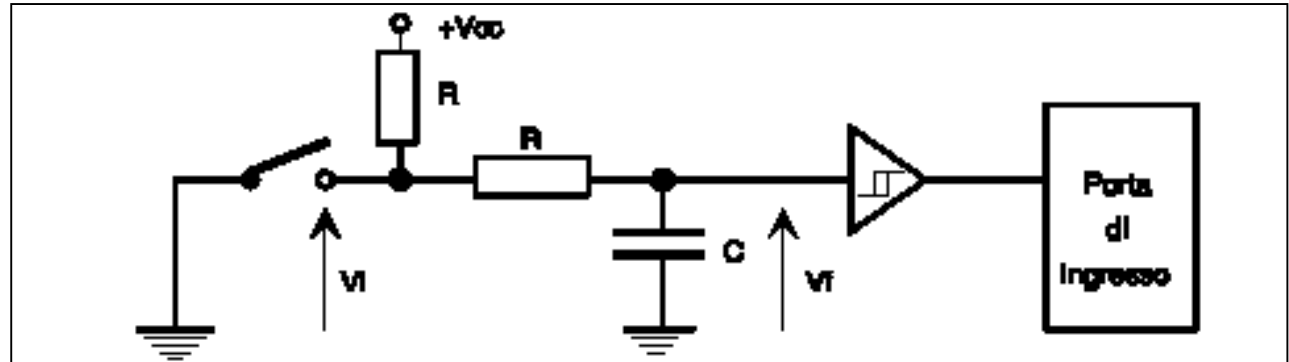 +Vcc
R
R
C
Vi
Vf
Porta
di
Ingresso